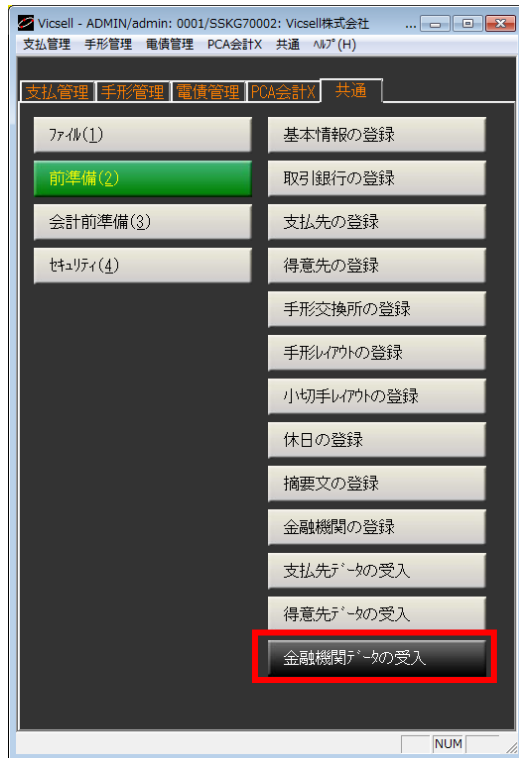 Vicsell - ADMIN/admin: 0001/SSKG70002: Vicsell株式会社 ...
支払管理 手形管理 電債管理 PCA会計X 共通 ﾍﾙﾌﾟ(H)
支払管理 手形管理 電債管理 PCA会計X 共通
ﾌｧｲﾙ(1)
前準備(2)
会計前準備(3)
ｾｷｭﾘﾃｨ(4)
基本情報の登録
取引銀行の登録
支払先の登録
得意先の登録
手形交換所の登録
手形ﾚｲｱｳﾄの登録
小切手ﾚｲｱｳﾄの登録
休日の登録
摘要文の登録
金融機関の登録
支払先ﾃﾞｰﾀの受入
得意先ﾃﾞｰﾀの受入
金融機関ﾃﾞｰﾀの受入
NUM